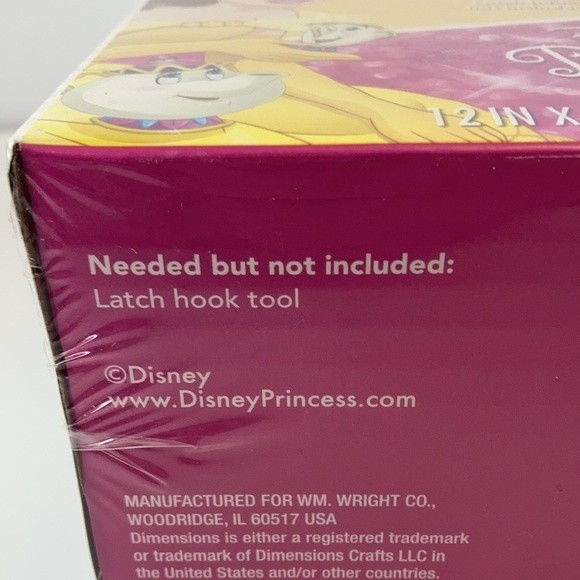 12 IN X
Needed but not included:
Latch hook tool
©Disney
www.DisneyPrincess.com
MANUFACTURED FOR WM. WRIGHT CO.,
WOODRIDGE, IL 60517 USA
Dimensions is either a registered trademark
or trademark of Dimensions Crafts LLC in
the United States and/or other countries.